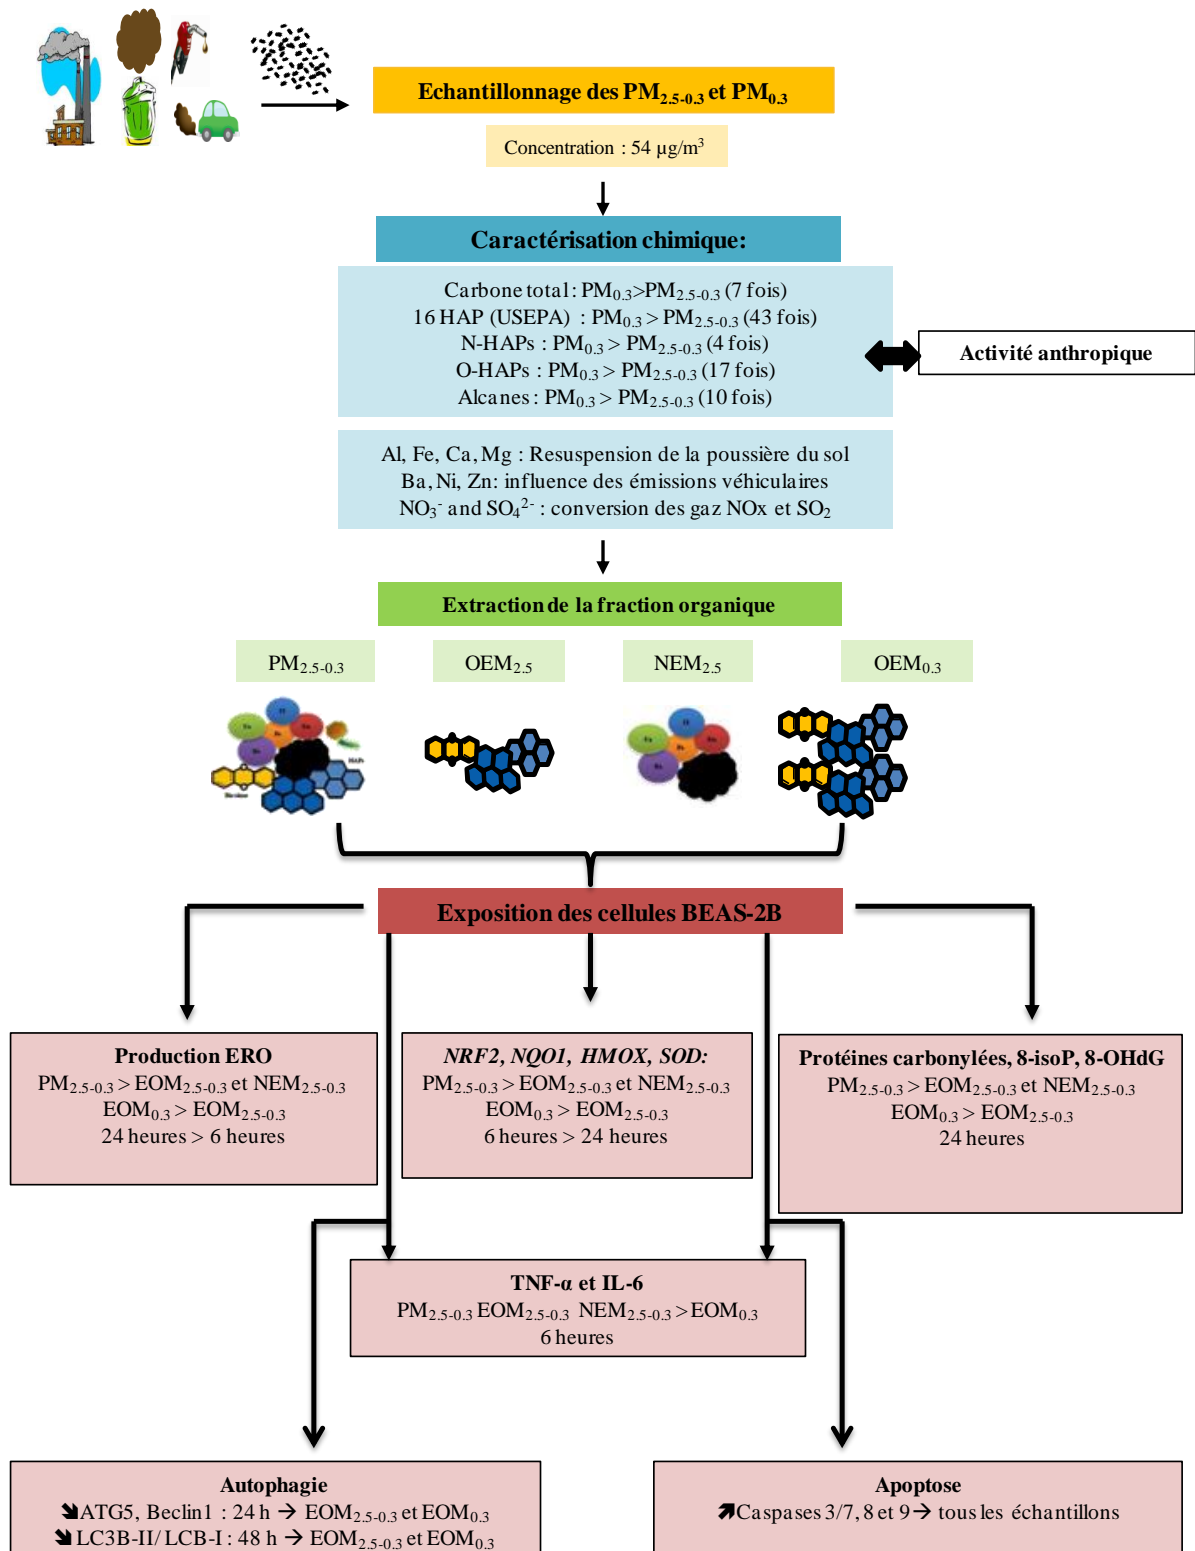 Echantillonnage des PM2.5-0.3 et PM0.3
Concentration : 54 µg/m³
Caractérisation chimique:
Carbone total : PM0.3>PM2.5-0.3 (7 fois)
16 HAP (USEPA) : PM0.3 > PM2.5-0.3 (43 fois)
N-HAPs : PM0.3 > PM2.5-0.3 (4 fois)
O-HAPs : PM0.3 > PM2.5-0.3 (17 fois)
Alcanes : PM0.3 > PM2.5-0.3 (10 fois)
Activité anthropique
Al, Fe, Ca, Mg : Resuspension de la poussière du sol
Ba, Ni, Zn: influence des émissions véhiculaires
NO3⁻ and SO4²⁻ : conversion des gaz NOx et SO2
Extraction de la fraction organique
PM2.5-0.3
OEM2.5
NEM2.5
OEM0.3
HAPs
Exposition des cellules BEAS-2B
Production ERO
PM2.5-0.3 > EOM2.5-0.3 et NEM2.5-0.3
EOM0.3 > EOM2.5-0.3
24 heures > 6 heures
NRF2, NQO1, HMOX, SOD:
PM2.5-0.3 > EOM2.5-0.3 et NEM2.5-0.3
EOM0.3 > EOM2.5-0.3
6 heures > 24 heures
Protéines carbonylées, 8-isoP, 8-OHdG
PM2.5-0.3 > EOM2.5-0.3 et NEM2.5-0.3
EOM0.3 > EOM2.5-0.3
24 heures
TNF-α et IL-6
PM2.5-0.3 EOM2.5-0.3 NEM2.5-0.3 > EOM0.3
6 heures
Autophagie
⬊ATG5, Beclin1 : 24 h → EOM2.5-0.3 et EOM0.3
⬊LC3B-II/ LCB-I : 48 h → EOM2.5-0.3 et EOM0.3
Apoptose
⬈Caspases 3/7, 8 et 9 → tous les échantillons